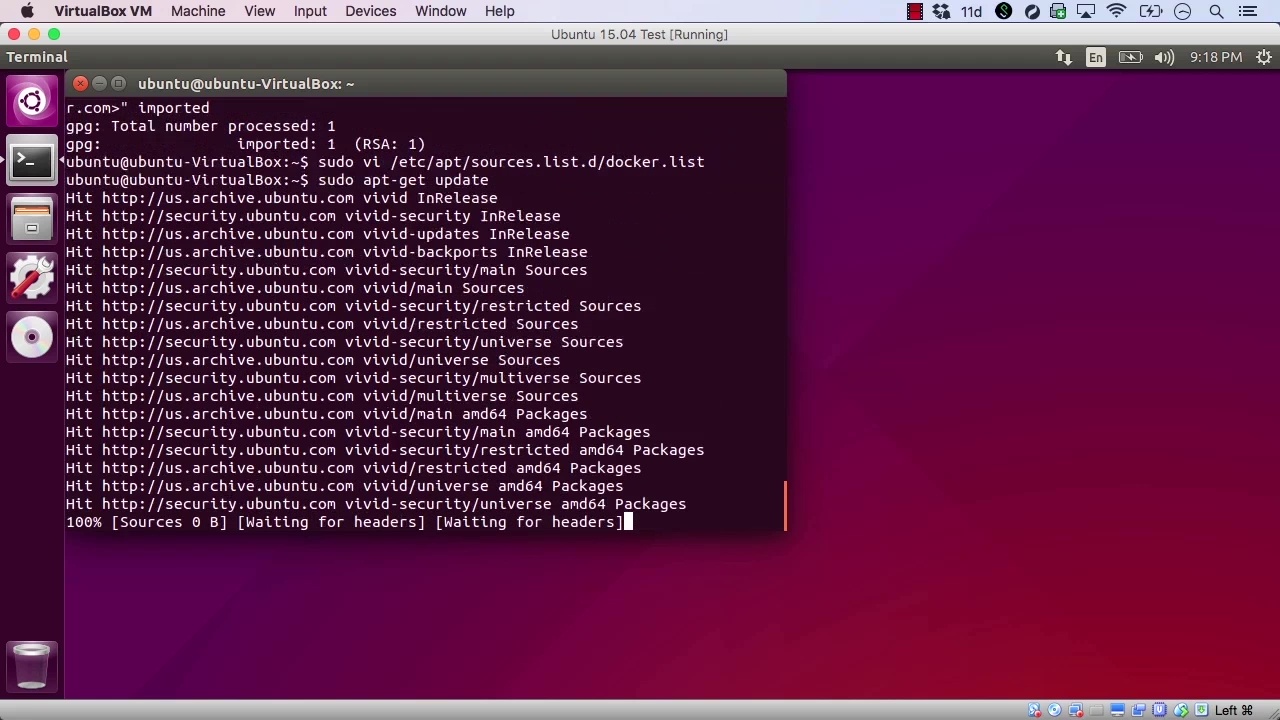 VirtualBox VM Machine View Input Devices Window Help 11d
Ubuntu 15.04 Test [Running]
Terminal En 9:18 PM
ubuntu@ubuntu-VirtualBox: ~
r.com>" imported
gpg: Total number processed: 1
gpg:               imported: 1  (RSA: 1)
ubuntu@ubuntu-VirtualBox:~$ sudo vi /etc/apt/sources.list.d/docker.list
ubuntu@ubuntu-VirtualBox:~$ sudo apt-get update
Hit http://us.archive.ubuntu.com vivid InRelease
Hit http://security.ubuntu.com vivid-security InRelease
Hit http://us.archive.ubuntu.com vivid-updates InRelease
Hit http://us.archive.ubuntu.com vivid-backports InRelease
Hit http://security.ubuntu.com vivid-security/main Sources
Hit http://us.archive.ubuntu.com vivid/main Sources
Hit http://security.ubuntu.com vivid-security/restricted Sources
Hit http://us.archive.ubuntu.com vivid/restricted Sources
Hit http://security.ubuntu.com vivid-security/universe Sources
Hit http://us.archive.ubuntu.com vivid/universe Sources
Hit http://security.ubuntu.com vivid-security/multiverse Sources
Hit http://us.archive.ubuntu.com vivid/multiverse Sources
Hit http://us.archive.ubuntu.com vivid/main amd64 Packages
Hit http://security.ubuntu.com vivid-security/main amd64 Packages
Hit http://security.ubuntu.com vivid-security/restricted amd64 Packages
Hit http://us.archive.ubuntu.com vivid/restricted amd64 Packages
Hit http://us.archive.ubuntu.com vivid/universe amd64 Packages
Hit http://security.ubuntu.com vivid-security/universe amd64 Packages
100% [Sources 0 B] [Waiting for headers] [Waiting for headers]
Left ⌘